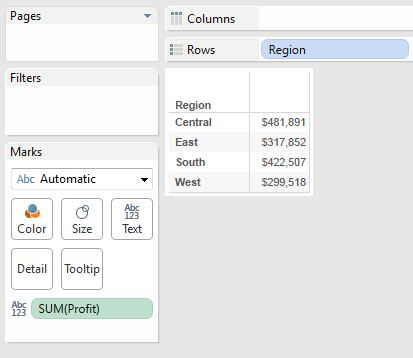 Pages
Filters
Marks
Abc Automatic
Color
Size
Abc
123
Text
Detail
Tooltip
Abc
123
SUM(Profit)
Columns
Rows
Region
Region
Central $481,891
East $317,852
South $422,507
West $299,518